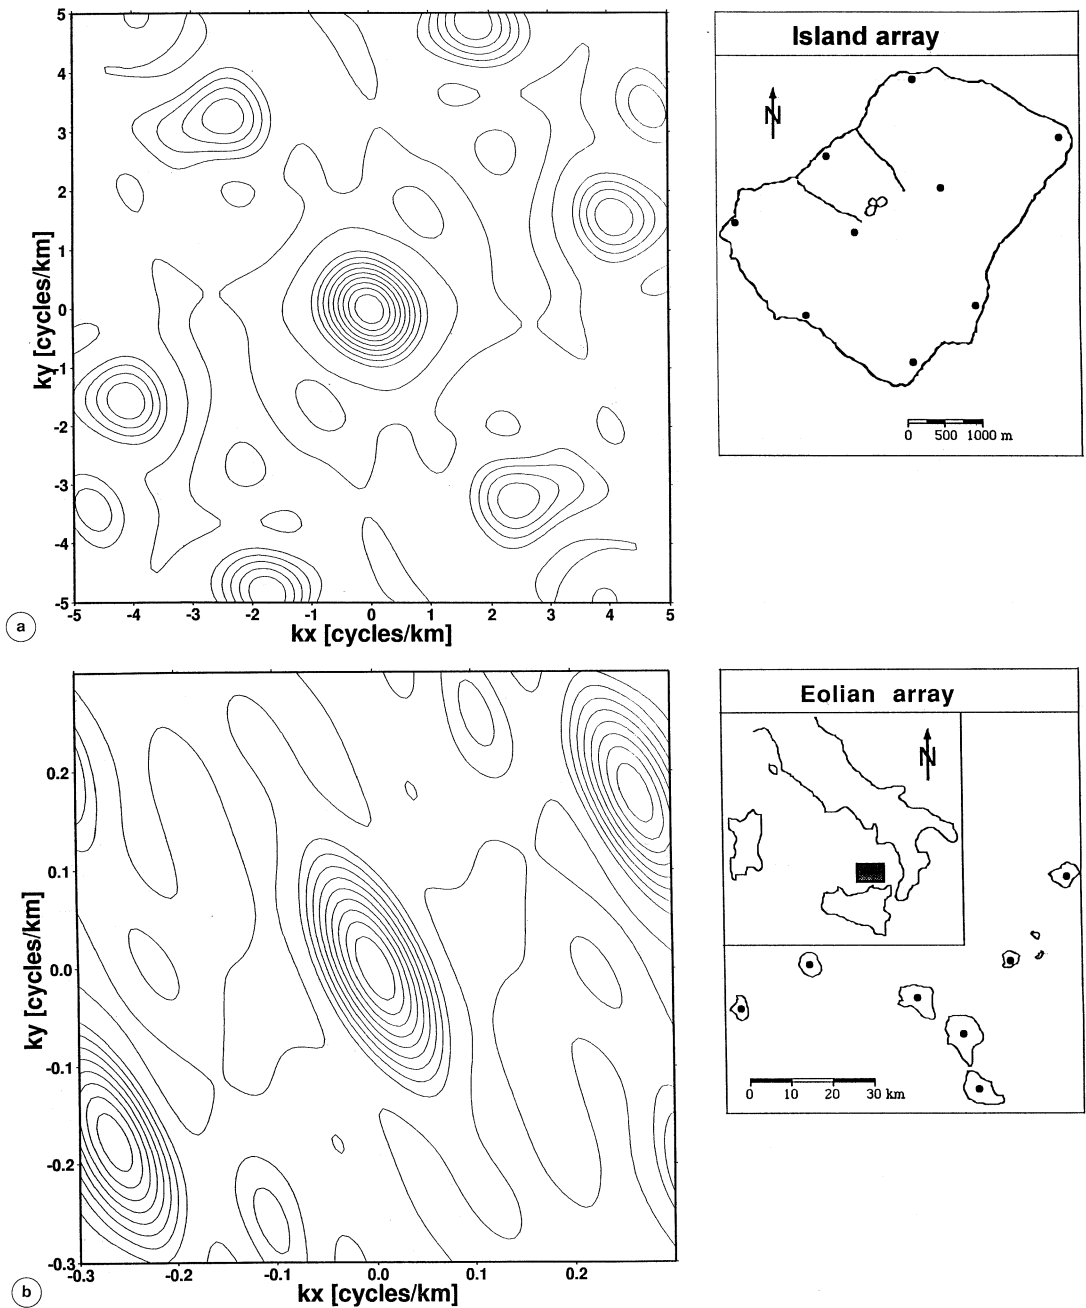 5
4
3
2
1
0
-1
-2
-3
-4
-5
ky [cycles/km]
-5 -4 -3 -2 -1 0 1 2 3 4 5
kx [cycles/km]
a
Island array
N
0 500 1000 m
0.2
0.1
0.0
-0.1
-0.2
-0.3
ky [cycles/km]
-0.3 -0.2 -0.1 0.0 0.1 0.2
kx [cycles/km]
b
Eolian array
N
0 10 20 30 km